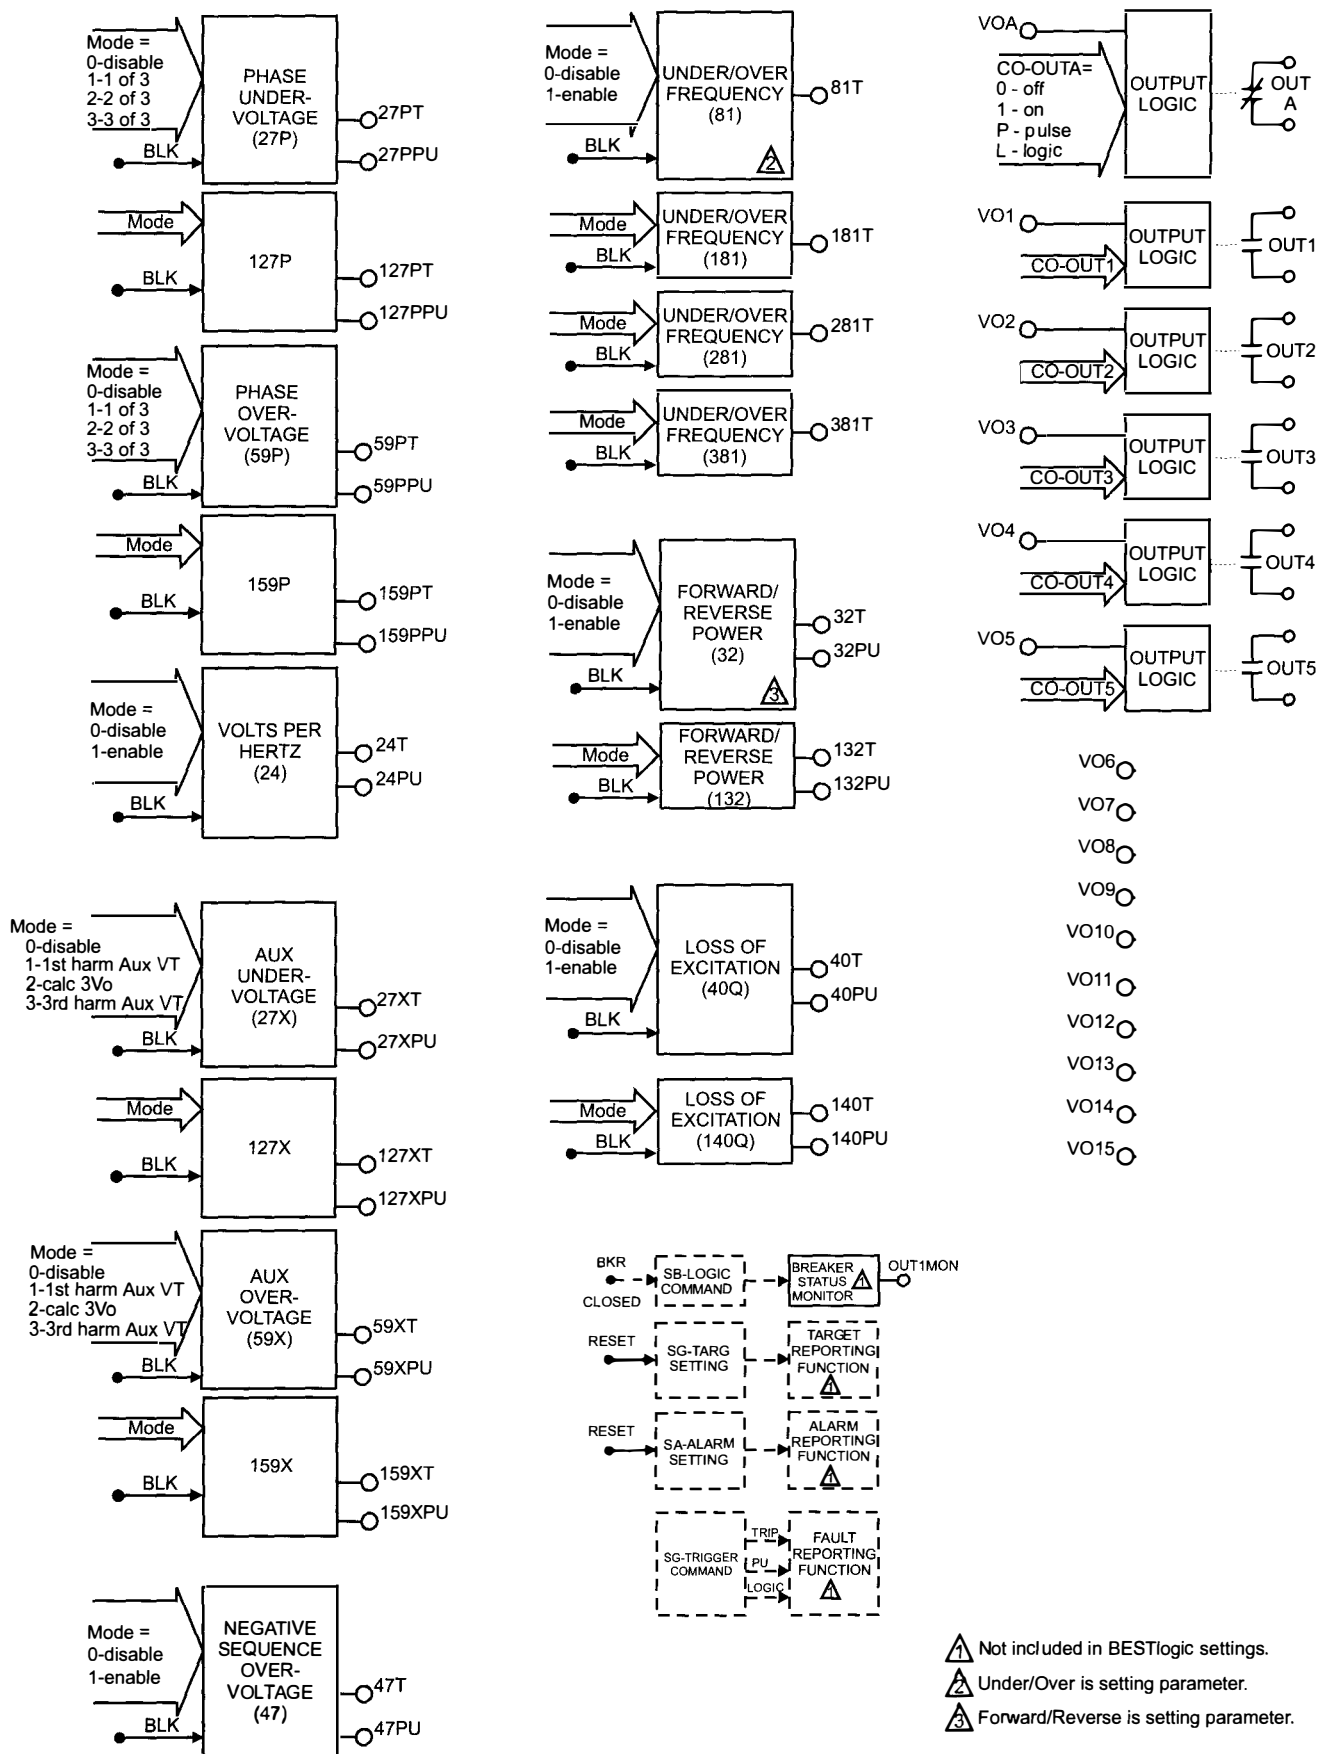 Mode =
0-disable
1-1 of 3
2-2 of 3
3-3 of 3
BLK
PHASE
UNDER-
VOLTAGE
(27P)
27PT
27PPU
Mode
BLK
127P
127PT
127PPU
Mode =
0-disable
1-1 of 3
2-2 of 3
3-3 of 3
BLK
PHASE
OVER-
VOLTAGE
(59P)
59PT
59PPU
Mode
BLK
159P
159PT
159PPU
Mode =
0-disable
1-enable
BLK
VOLTS PER
HERTZ
(24)
24T
24PU
Mode =
0-disable
1-1st harm Aux VT
2-calc 3Vo
3-3rd harm Aux VT
BLK
AUX
UNDER-
VOLTAGE
(27X)
27XT
27XPU
Mode
BLK
127X
127XT
127XPU
Mode =
0-disable
1-1st harm Aux VT
2-calc 3Vo
3-3rd harm Aux VT
BLK
AUX
OVER-
VOLTAGE
(59X)
59XT
59XPU
Mode
BLK
159X
159XT
159XPU
Mode =
0-disable
1-enable
BLK
NEGATIVE
SEQUENCE
OVER-
VOLTAGE
(47)
47T
47PU
Mode =
0-disable
1-enable
BLK
UNDER/OVER
FREQUENCY
(81)
2
81T
Mode
BLK
UNDER/OVER
FREQUENCY
(181)
181T
Mode
BLK
UNDER/OVER
FREQUENCY
(281)
281T
Mode
BLK
UNDER/OVER
FREQUENCY
(381)
381T
Mode =
0-disable
1-enable
BLK
FORWARD/
REVERSE
POWER
(32)
3
32T
32PU
Mode
BLK
FORWARD/
REVERSE
POWER
(132)
132T
132PU
Mode =
0-disable
1-enable
BLK
LOSS OF
EXCITATION
(40Q)
40T
40PU
Mode
BLK
LOSS OF
EXCITATION
(140Q)
140T
140PU
BKR
CLOSED
SB-LOGIC
COMMAND
BREAKER
STATUS
MONITOR
1
OUT1MON
RESET
SG-TARG
SETTING
TARGET
REPORTING
FUNCTION
1
RESET
SA-ALARM
SETTING
ALARM
REPORTING
FUNCTION
1
SG-TRIGGER
COMMAND
TRIP
PU
LOGIC
FAULT
REPORTING
FUNCTION
1
VOA
CO-OUTA=
0 - off
1 - on
P - pulse
L - logic
OUTPUT
LOGIC
OUT
A
VO1
CO-OUT1
OUTPUT
LOGIC
OUT1
VO2
CO-OUT2
OUTPUT
LOGIC
OUT2
VO3
CO-OUT3
OUTPUT
LOGIC
OUT3
VO4
CO-OUT4
OUTPUT
LOGIC
OUT4
VO5
CO-OUT5
OUTPUT
LOGIC
OUT5
VO6
VO7
VO8
VO9
VO10
VO11
VO12
VO13
VO14
VO15
1 Not included in BESTlogic settings.
2 Under/Over is setting parameter.
3 Forward/Reverse is setting parameter.